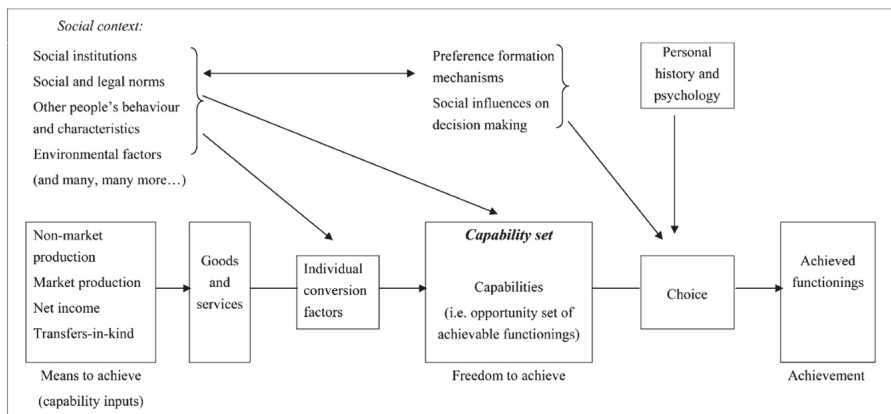 Social context:
Social institutions
Social and legal norms
Other people's behaviour
and characteristics
Environmental factors
(and many, many more…)
Preference formation
mechanisms
Social influences on
decision making
Personal
history and
psychology
Non-market
production
Market production
Net income
Transfers-in-kind
Goods
and
services
Individual
conversion
factors
Capability set
Capabilities
(i.e. opportunity set of
achievable functionings)
Choice
Achieved
functionings
Means to achieve
(capability inputs)
Freedom to achieve
Achievement